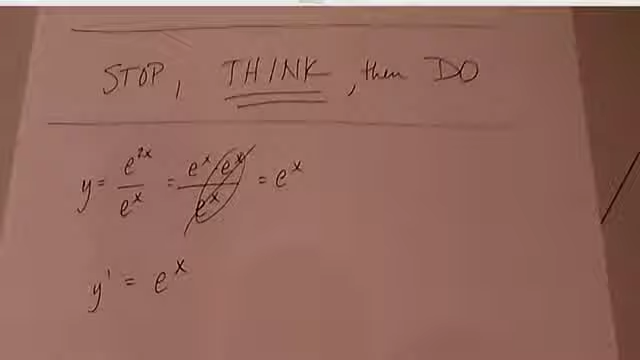 STOP, THINK, then DO
y = e^{2x} / e^x = e^x e^x / e^x = e^x
y' = e^x